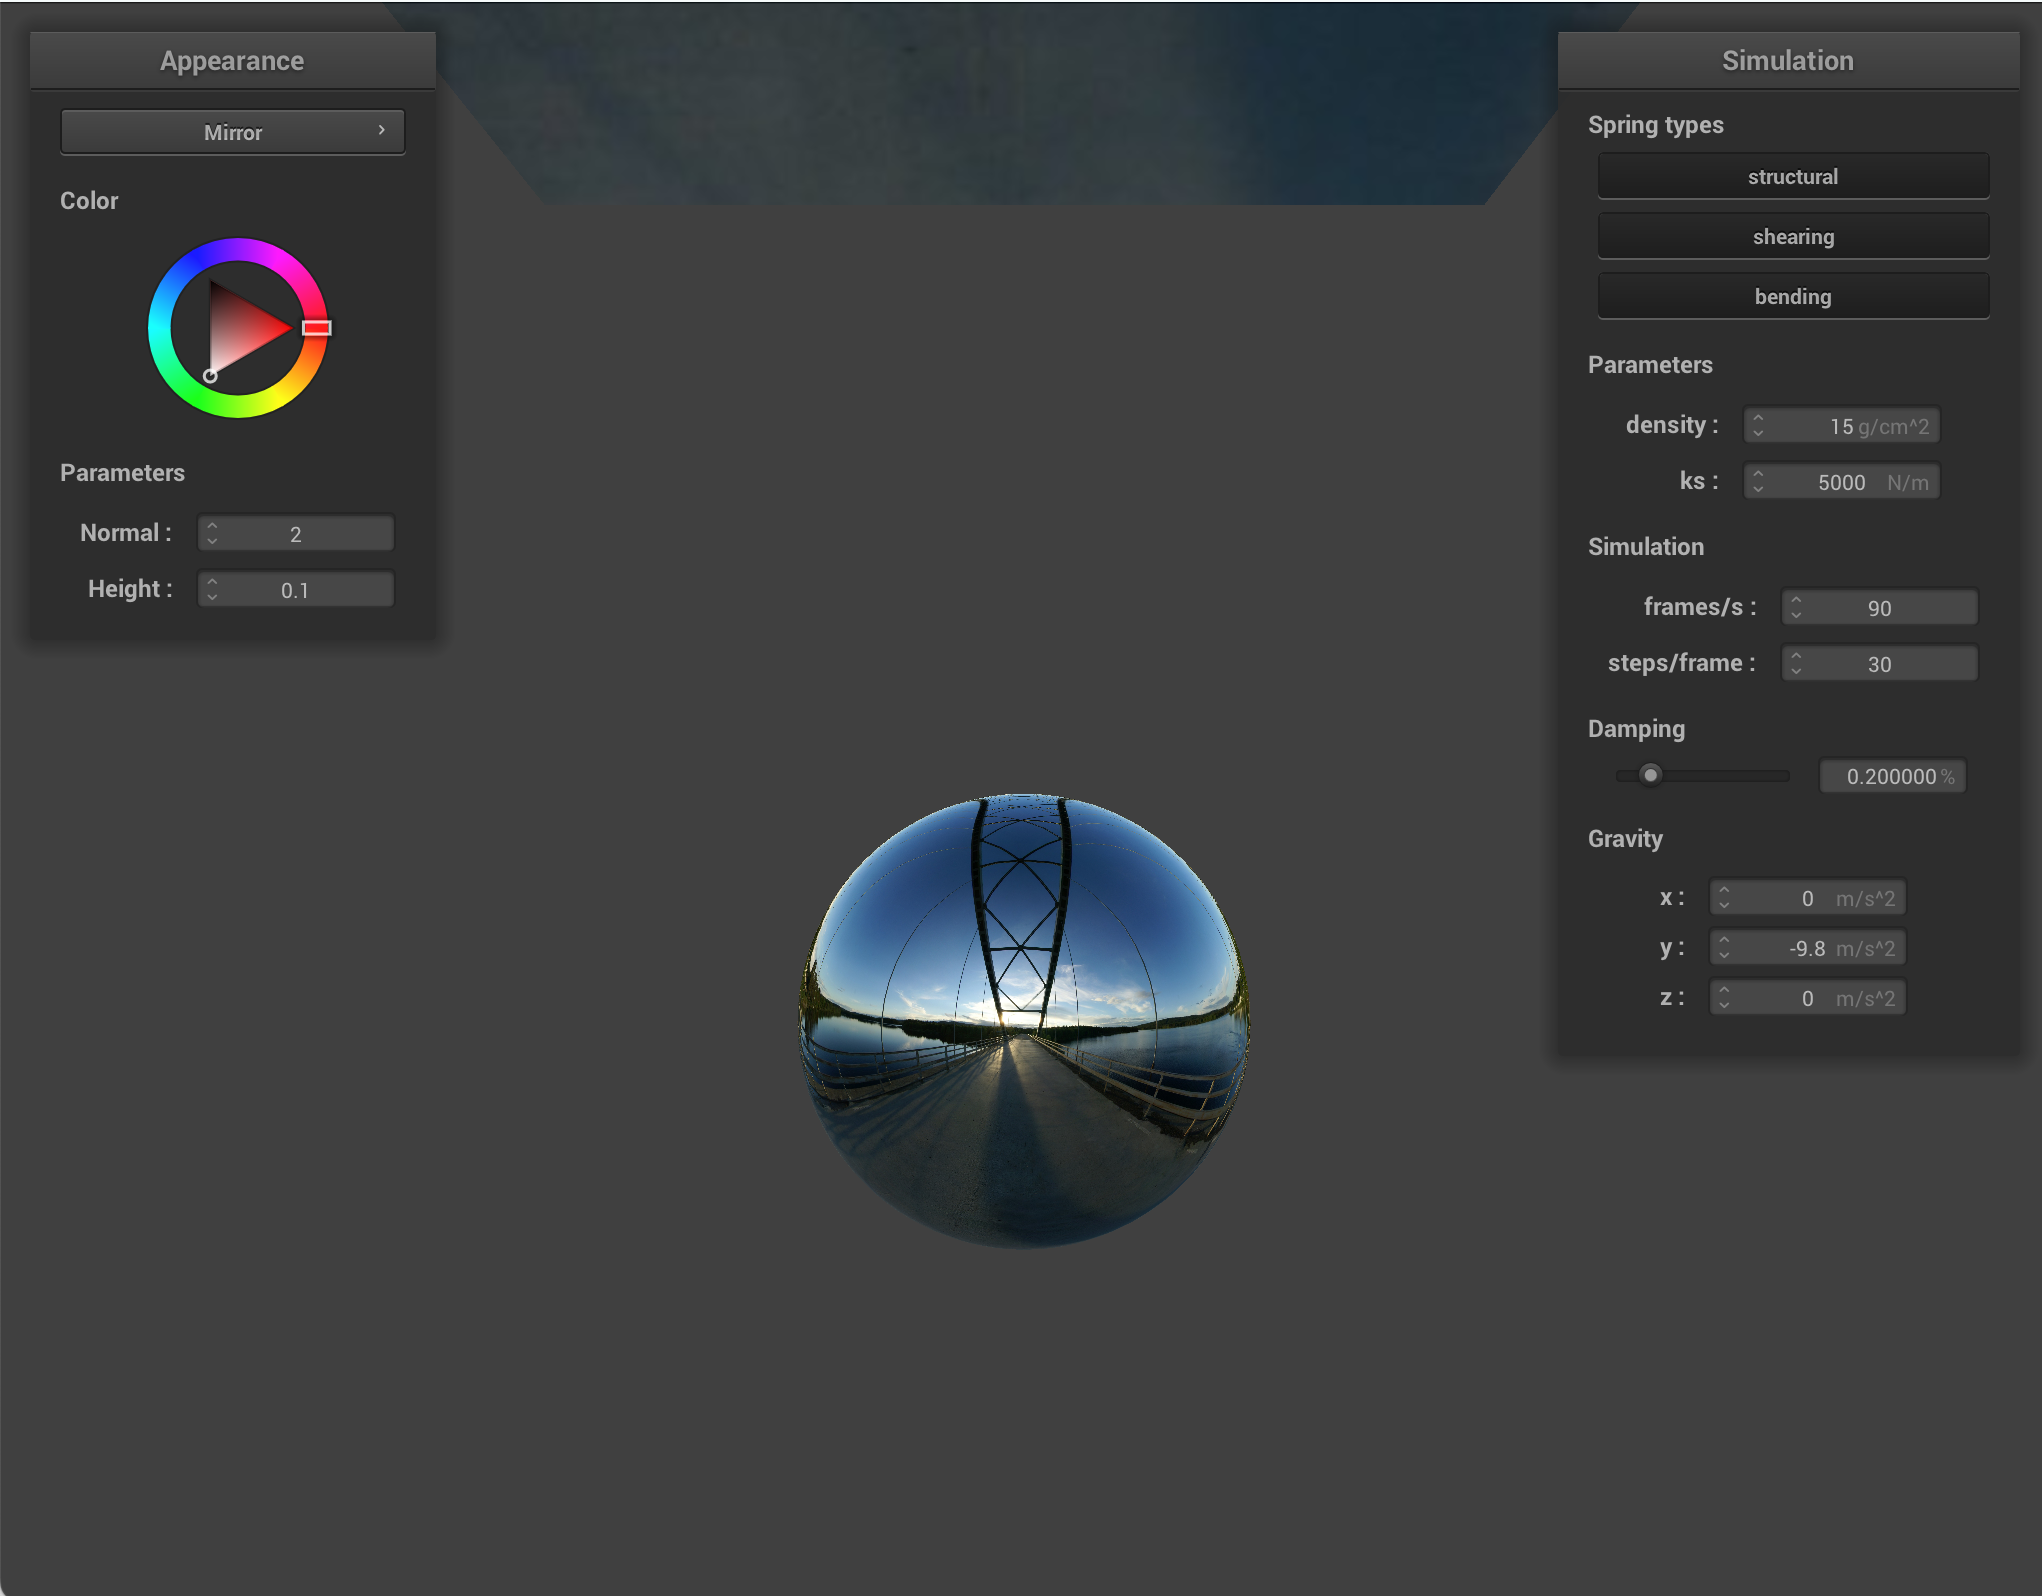 Appearance
Mirror
Color
Parameters
Normal : 2
Height : 0.1
Simulation
Spring types
structural
shearing
bending
Parameters
density : 15 g/cm^2
ks : 5000 N/m
Simulation
frames/s : 90
steps/frame : 30
Damping
0.200000 %
Gravity
x : 0 m/s^2
y : -9.8 m/s^2
z : 0 m/s^2